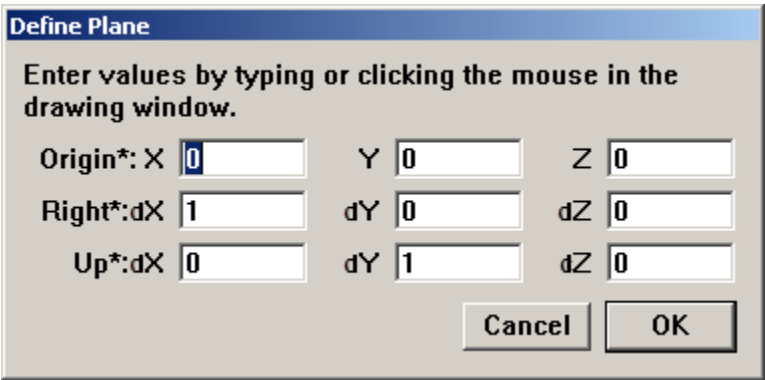 Define Plane
Enter values by typing or clicking the mouse in the
drawing window.
Origin*: X 0 Y 0 Z 0
Right*:dX 1 dY 0 dZ 0
Up*:dX 0 dY 1 dZ 0
Cancel OK